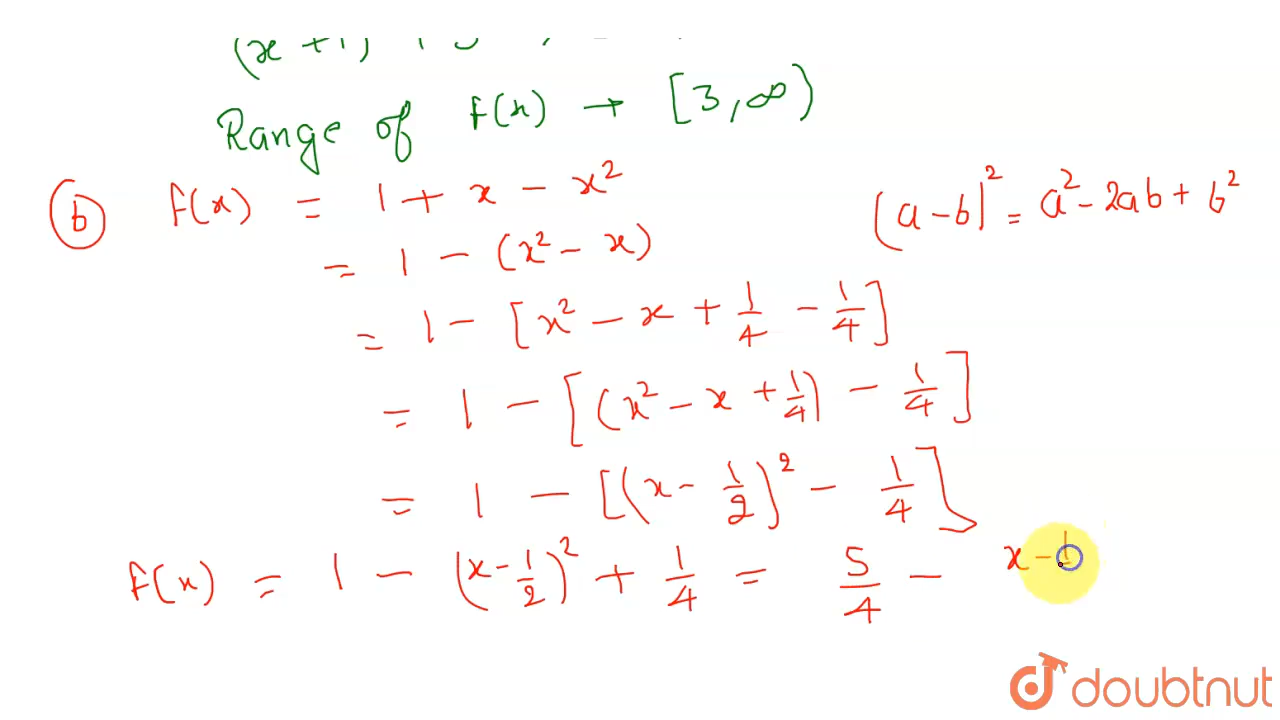 Range of f(x) → [3, ∞)
(b) f(x) = 1 + x - x²
(a - b)² = a² - 2ab + b²
= 1 - (x² - x)
= 1 - [x² - x + 1/4 - 1/4]
= 1 - [(x² - x + 1/4) - 1/4]
= 1 - [(x - 1/2)² - 1/4]
f(x) = 1 - (x - 1/2)² + 1/4 = 5/4 - x - 1
doubtnut